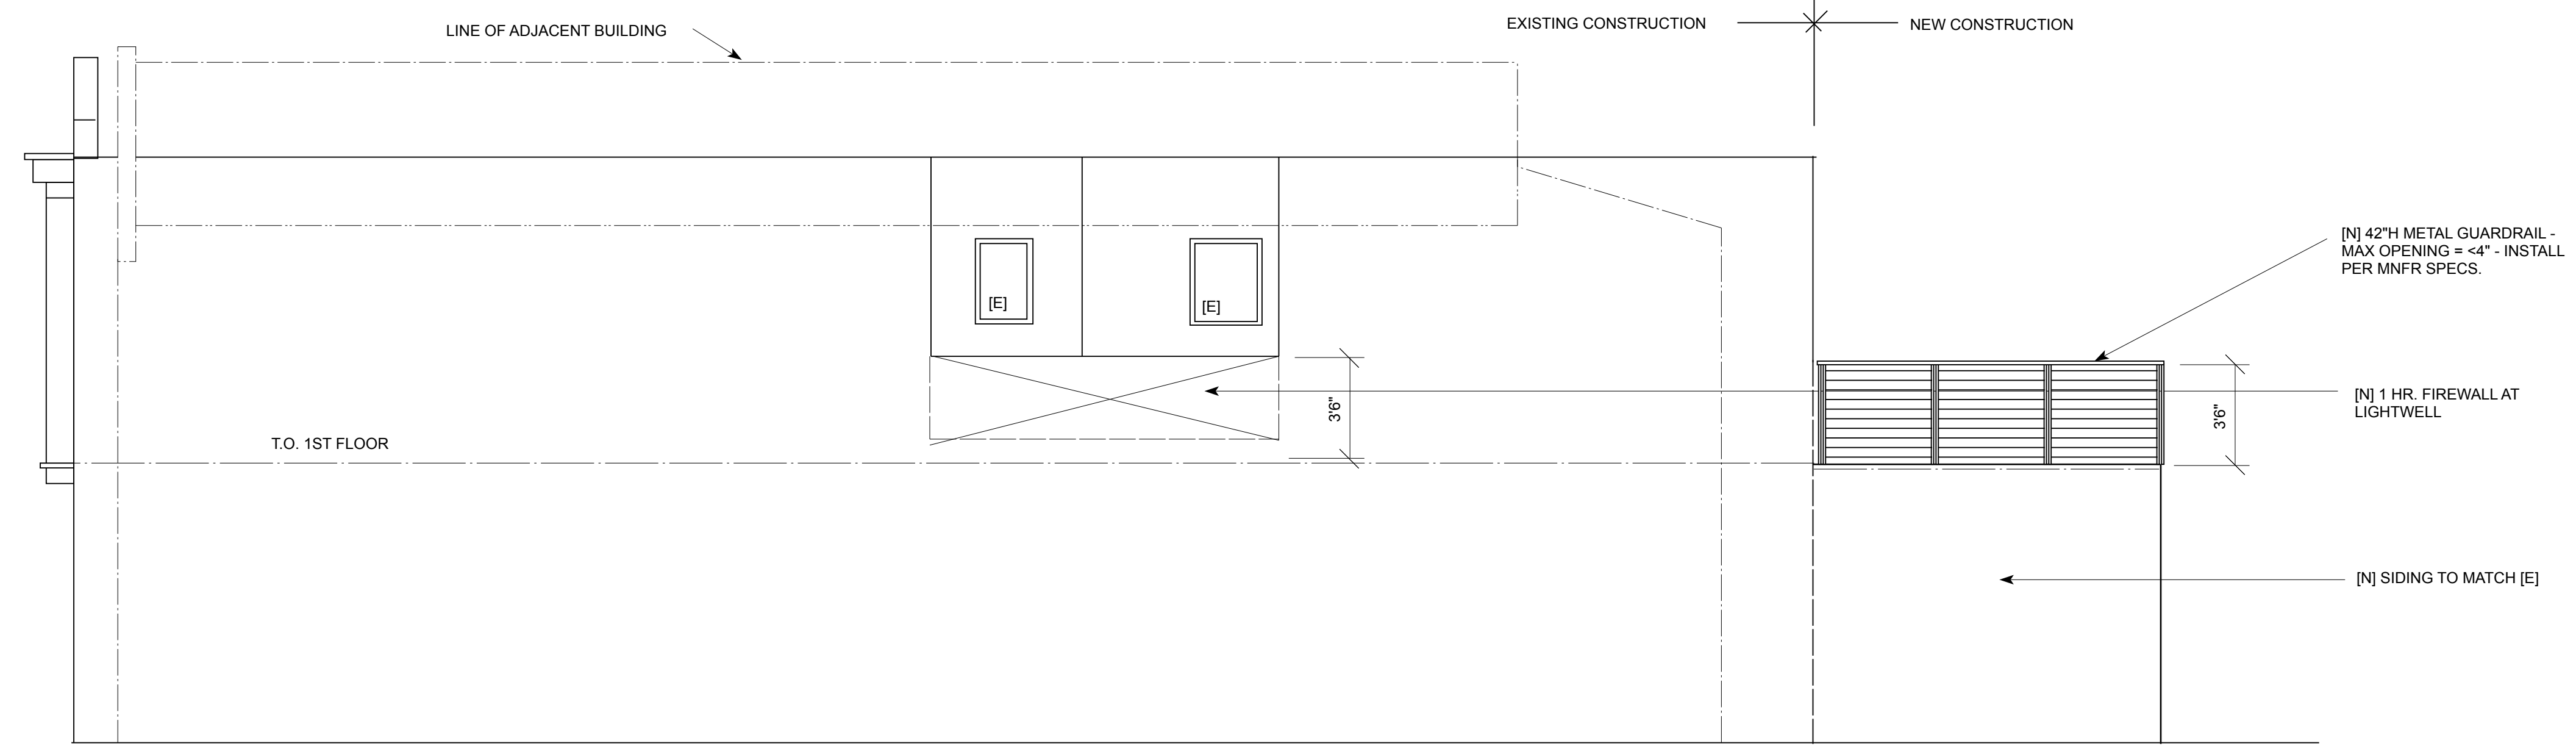 LINE OF ADJACENT BUILDING
EXISTING CONSTRUCTION
NEW CONSTRUCTION
[N] 42"H METAL GUARDRAIL -
MAX OPENING = <4" - INSTALL
PER MNFR SPECS.
[E]
[E]
3'6"
3'6"
[N] 1 HR. FIREWALL AT
LIGHTWELL
T.O. 1ST FLOOR
[N] SIDING TO MATCH [E]